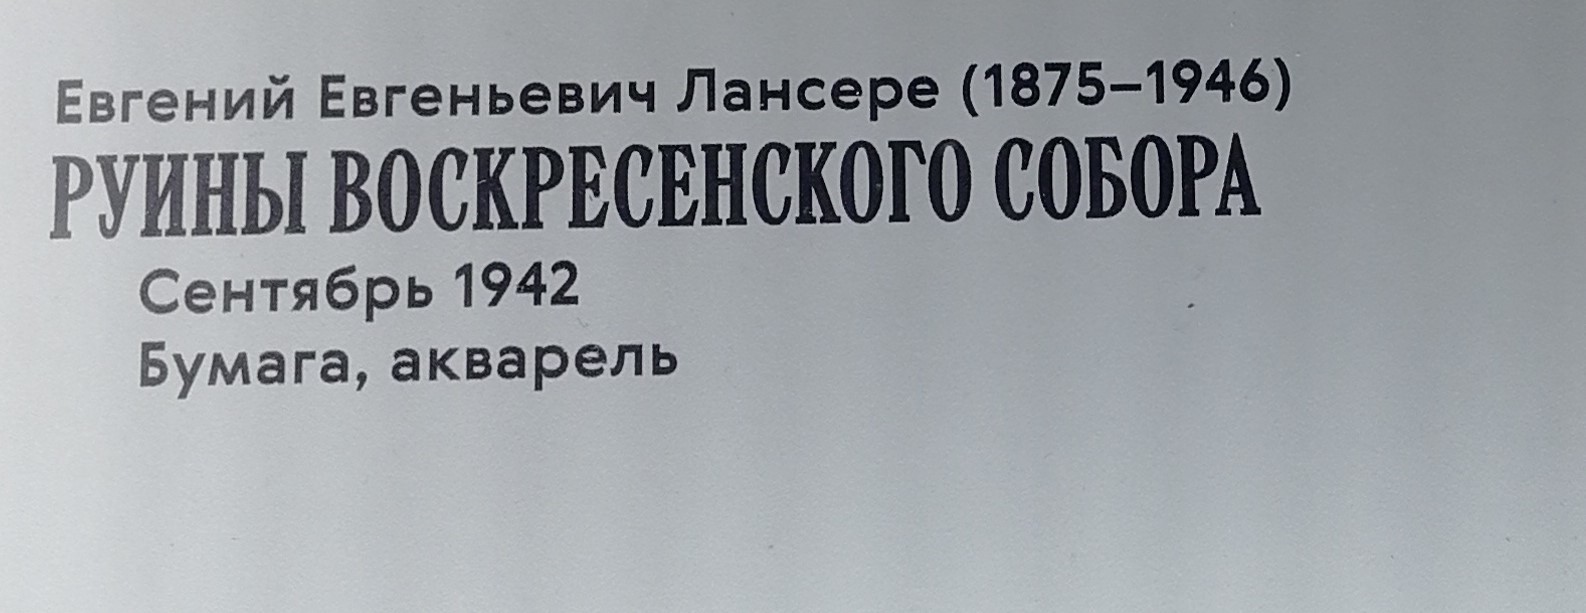 Евгений Евгеньевич Лансере (1875–1946)
РУИНЫ ВОСКРЕСЕНСКОГО СОБОРА
Сентябрь 1942
Бумага, акварель